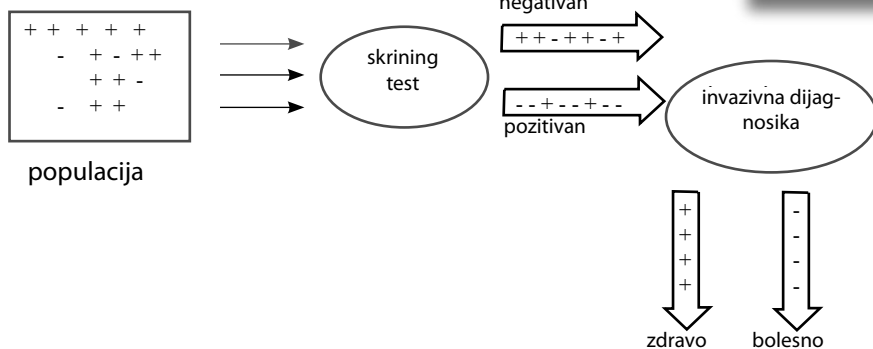 negativan
+ + + + +
- + - + +
+ + -
- + +
populacija
skrining
test
+ + - + + - +
- - + - - + - -
pozitivan
invazivna dijag-
nosika
+
+
+
+
-
-
-
-
zdravo
bolesno